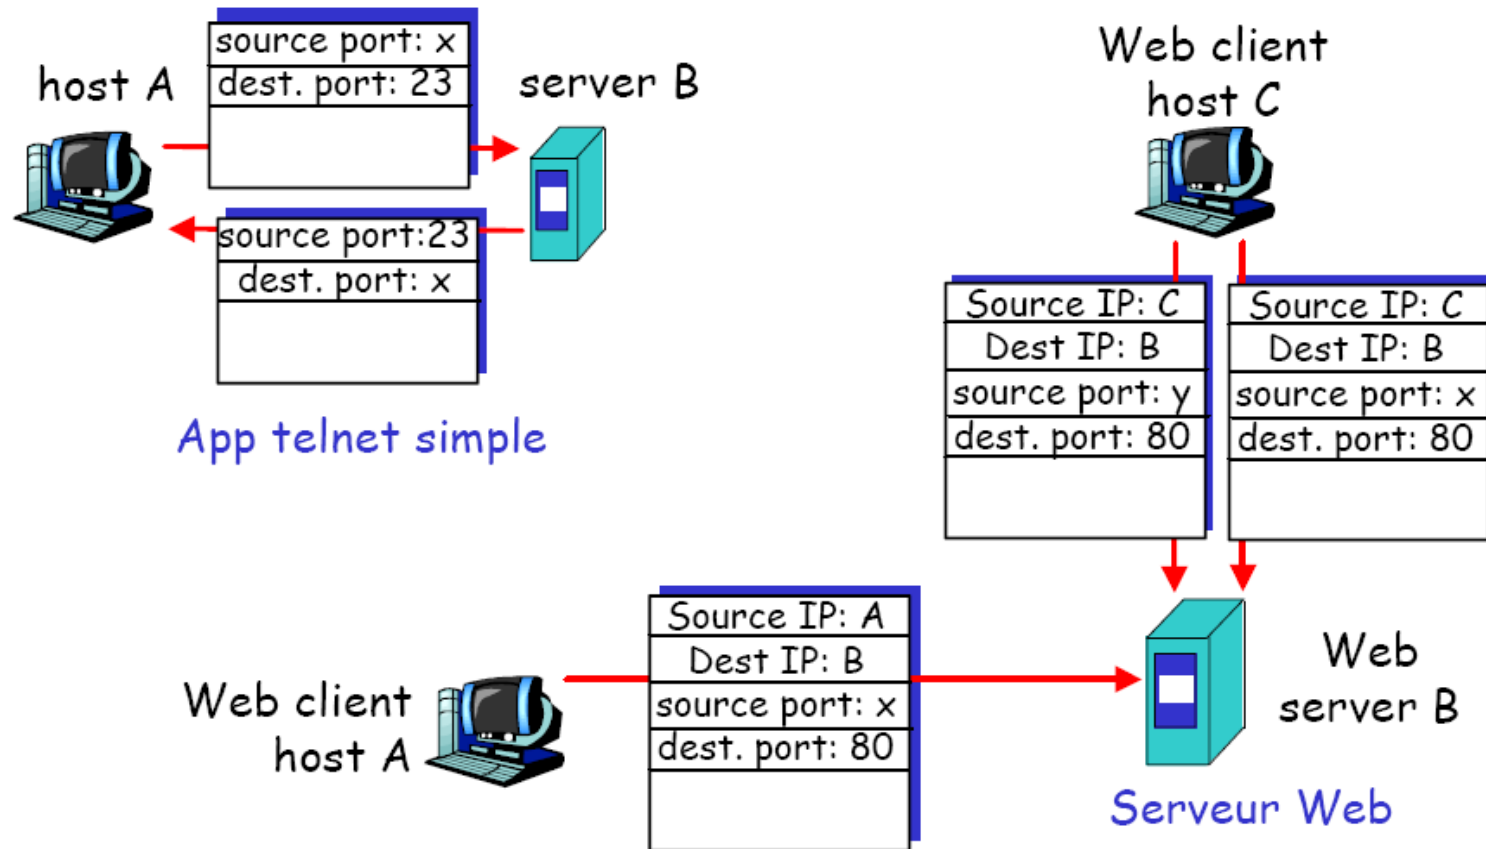 host A
source port: x
dest. port: 23
server B
source port:23
dest. port: x
App telnet simple
Web client
host C
Source IP: C
Dest IP: B
source port: y
dest. port: 80
Source IP: C
Dest IP: B
source port: x
dest. port: 80
Web client
host A
Source IP: A
Dest IP: B
source port: x
dest. port: 80
Web
server B
Serveur Web